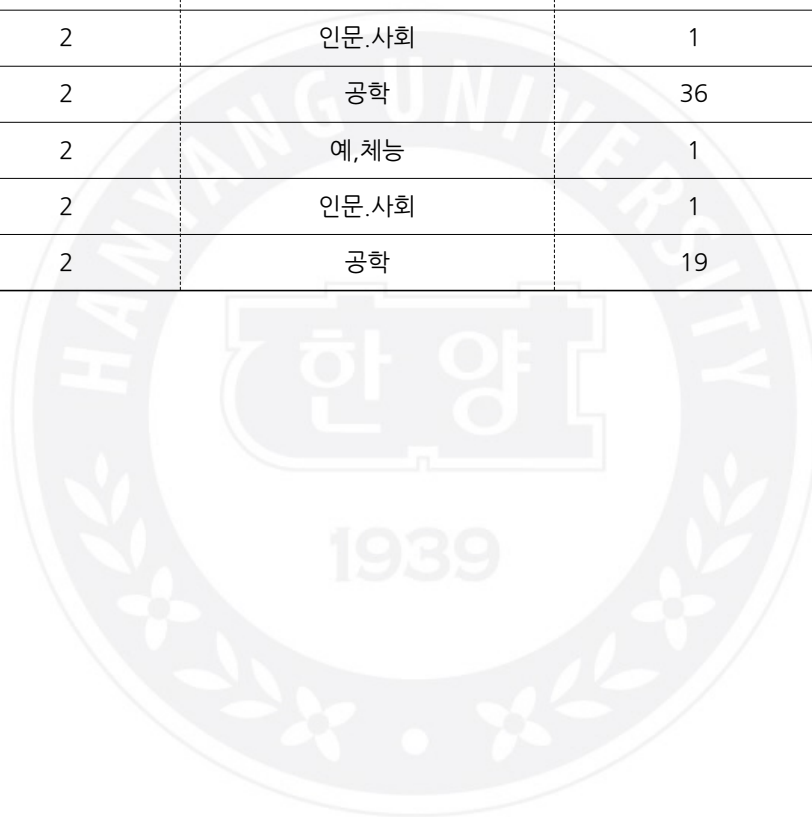 2 인문.사회 1
2 공학 36
2 예,체능 1
2 인문.사회 1
2 공학 19
HANYANG UNIVERSITY
한양
1939